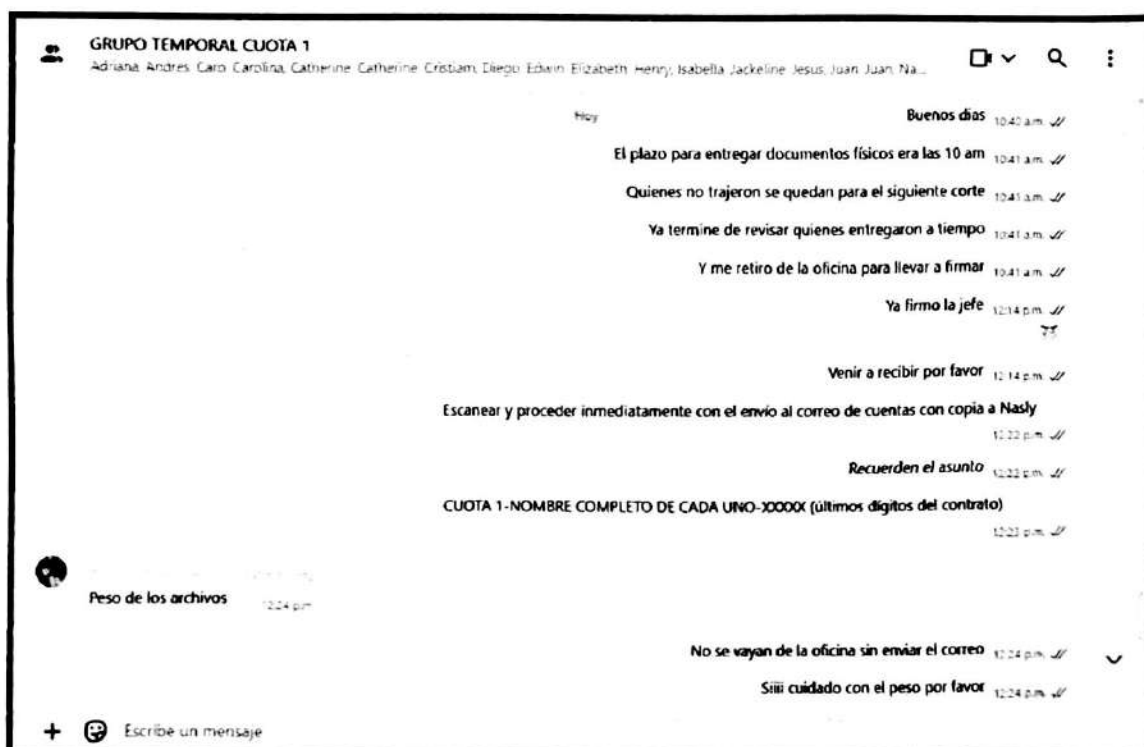 GRUPO TEMPORAL CUOTA 1
Adriana, Andres, Caro, Carolina, Catherine, Catherine, Cristiam, Diego, Edwin, Elizabeth, Henry, Isabella, Jackeline, Jesus, Juan, Juan, Na...
Hoy
Buenos dias 10:40 a.m.
El plazo para entregar documentos físicos era las 10 am 10:41 a.m.
Quienes no trajeron se quedan para el siguiente corte 10:41 a.m.
Ya termine de revisar quienes entregaron a tiempo 10:41 a.m.
Y me retiro de la oficina para llevar a firmar 10:41 a.m.
Ya firmo la jefe 12:14 p.m.
Venir a recibir por favor 12:14 p.m.
Escanear y proceder inmediatamente con el envío al correo de cuentas con copia a Nasly
12:22 p.m.
Recuerden el asunto 12:22 p.m.
CUOTA 1-NOMBRE COMPLETO DE CADA UNO-XXXXX (últimos dígitos del contrato)
12:23 p.m.
Peso de los archivos 12:24 p.m.
No se vayan de la oficina sin enviar el correo 12:24 p.m.
Siiii cuidado con el peso por favor 12:24 p.m.
Escribe un mensaje